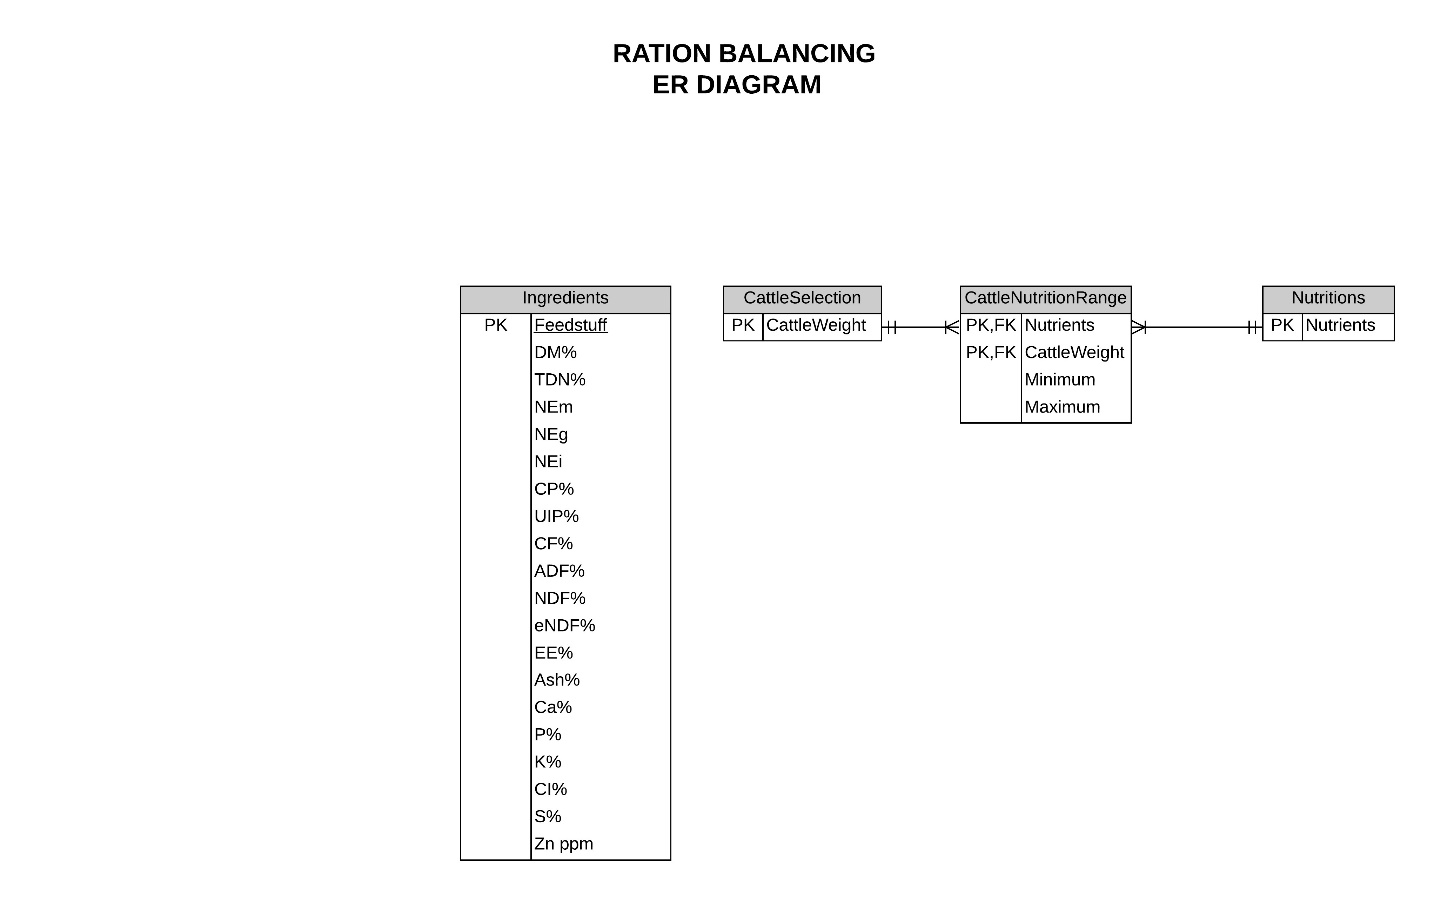 RATION BALANCING
ER DIAGRAM
Ingredients
PK Feedstuff
DM%
TDN%
NEm
NEg
NEi
CP%
UIP%
CF%
ADF%
NDF%
eNDF%
EE%
Ash%
Ca%
P%
K%
CI%
S%
Zn ppm
CattleSelection
PK CattleWeight
CattleNutritionRange
PK,FK Nutrients
PK,FK CattleWeight
Minimum
Maximum
Nutritions
PK Nutrients